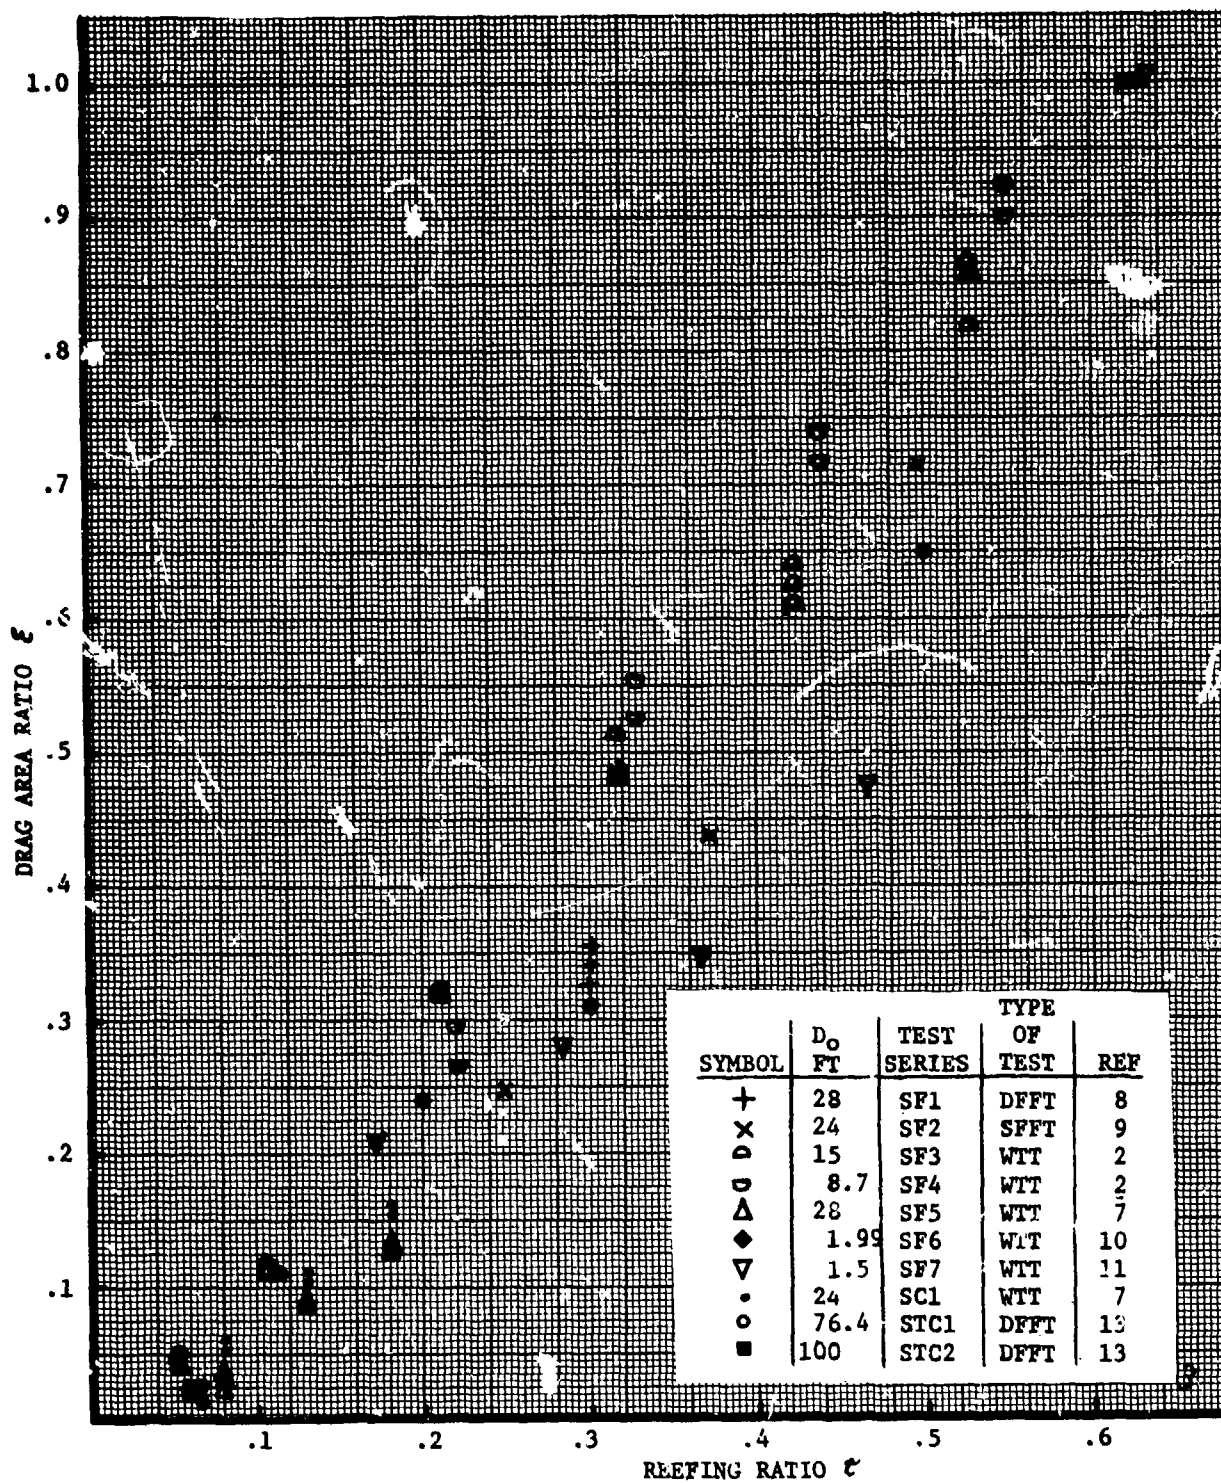 1.0
.9
.8
.7
.6
.5
.4
.3
.2
.1
DRAG AREA RATIO ε
TYPE
D₀ TEST OF
SYMBOL FT SERIES TEST REF
+ 28 SF1 DFFT 8
× 24 SF2 SFFT 9
D 15 SF3 WTT 2
8.7 SF4 WTT 2
△ 28 SF5 WTT 7
◆ 1.99 SF6 WTT 10
▽ 1.5 SF7 WTT 11
• 24 SC1 WTT 7
○ 76.4 STC1 DFFT 13
■ 100 STC2 DFFT 13
.1 .2 .3 .4 .5 .6
REEFING RATIO τ